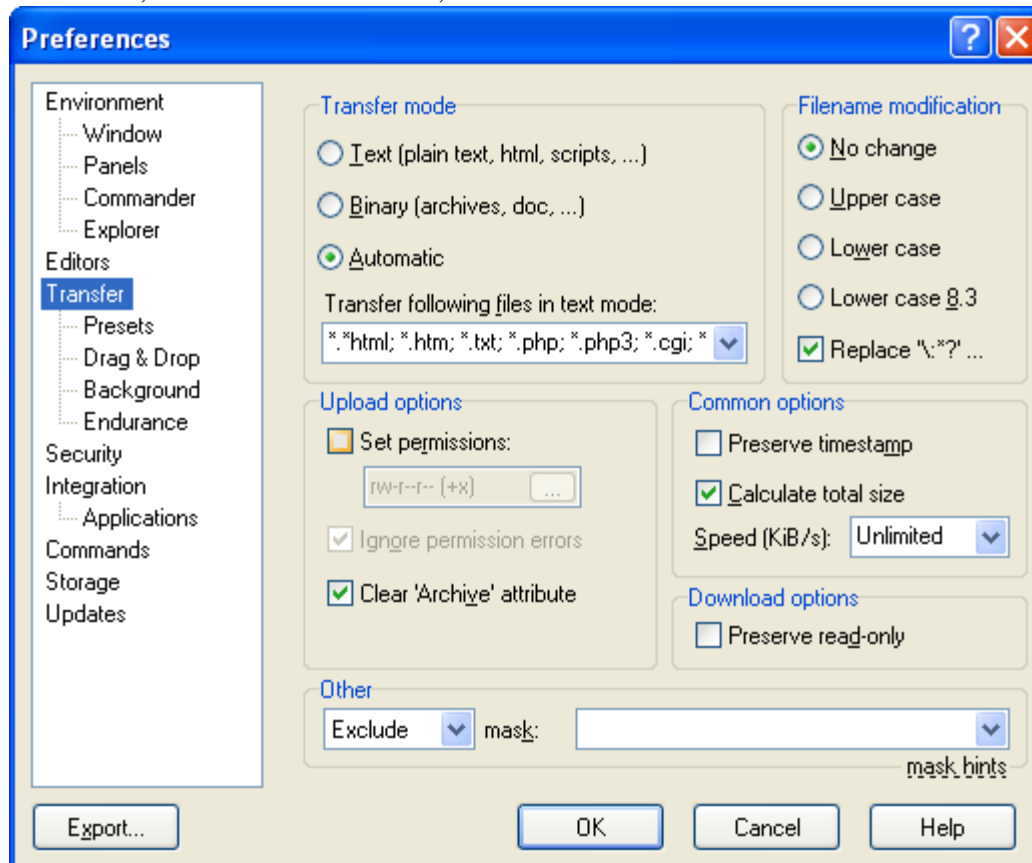 Preferences
Environment
Window
Panels
Commander
Explorer
Editors
Transfer
Presets
Drag & Drop
Background
Endurance
Security
Integration
Applications
Commands
Storage
Updates
Transfer mode
Text (plain text, html, scripts, ...)
Binary (archives, doc, ...)
Automatic
Transfer following files in text mode:
*.*html; *.htm; *.txt; *.php; *.php3; *.cgi; *
Filename modification
No change
Upper case
Lower case
Lower case 8.3
Replace '\:*?' ...
Upload options
Set permissions:
rw-r--r-- (+x)
...
Ignore permission errors
Clear 'Archive' attribute
Common options
Preserve timestamp
Calculate total size
Speed (KiB/s): Unlimited
Download options
Preserve read-only
Other
Exclude mask:
mask hints
Export... OK Cancel Help